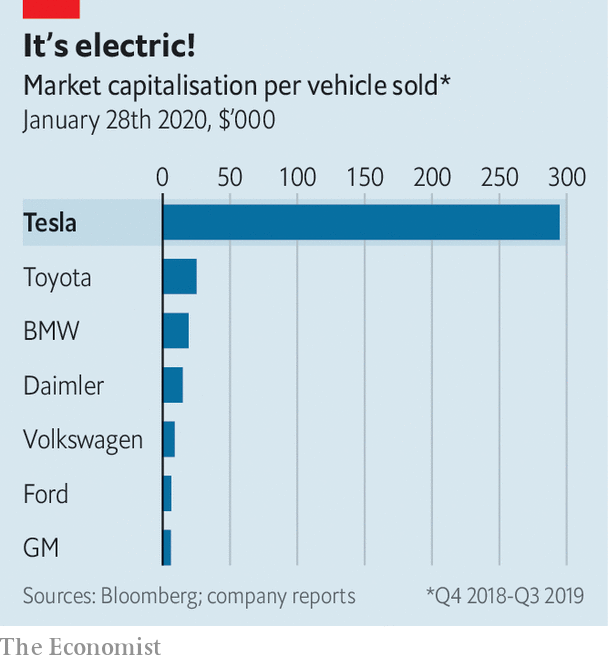 It's electric!
Market capitalisation per vehicle sold*
January 28th 2020, $'000
0 50 100 150 200 250 300
Tesla
Toyota
BMW
Daimler
Volkswagen
Ford
GM
Sources: Bloomberg; company reports *Q4 2018-Q3 2019
The Economist